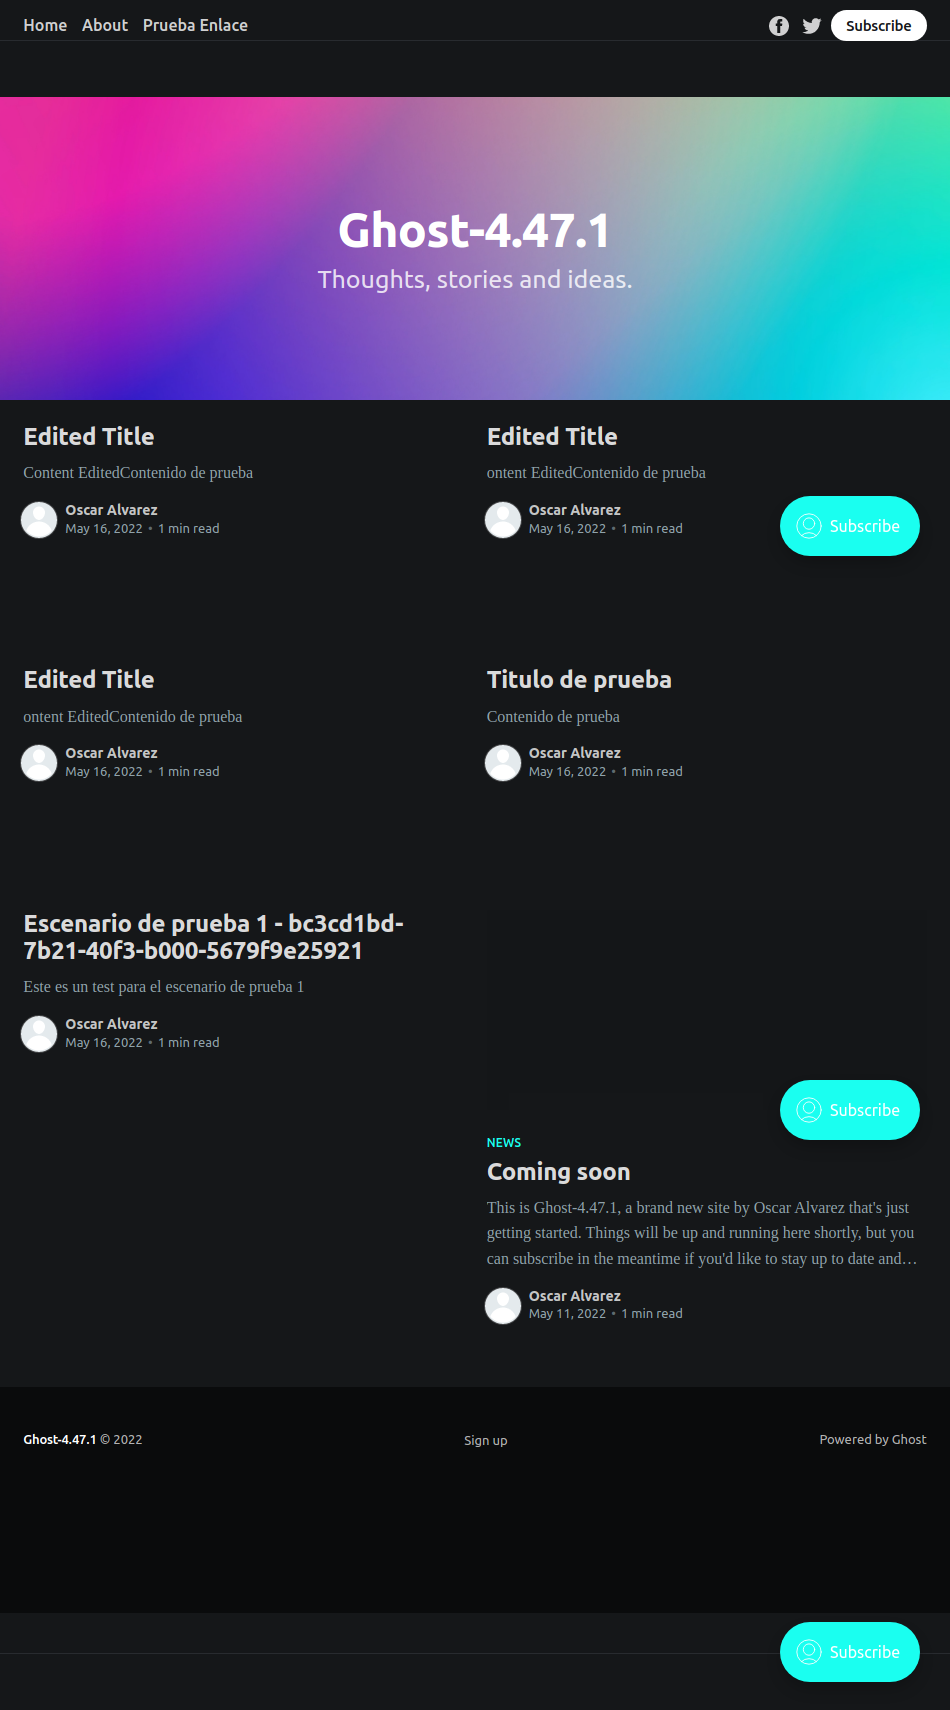 Home About Prueba Enlace Subscribe
Ghost-4.47.1
Thoughts, stories and ideas.
Edited Title
Content EditedContenido de prueba
Oscar Alvarez
May 16, 2022 • 1 min read
Edited Title
ontent EditedContenido de prueba
Oscar Alvarez
May 16, 2022 • 1 min read
Subscribe
Edited Title
ontent EditedContenido de prueba
Oscar Alvarez
May 16, 2022 • 1 min read
Titulo de prueba
Contenido de prueba
Oscar Alvarez
May 16, 2022 • 1 min read
Escenario de prueba 1 - bc3cd1bd-
7b21-40f3-b000-5679f9e25921
Este es un test para el escenario de prueba 1
Oscar Alvarez
May 16, 2022 • 1 min read
Subscribe
NEWS
Coming soon
This is Ghost-4.47.1, a brand new site by Oscar Alvarez that's just
getting started. Things will be up and running here shortly, but you
can subscribe in the meantime if you'd like to stay up to date and…
Oscar Alvarez
May 11, 2022 • 1 min read
Ghost-4.47.1 © 2022
Sign up
Powered by Ghost
Subscribe